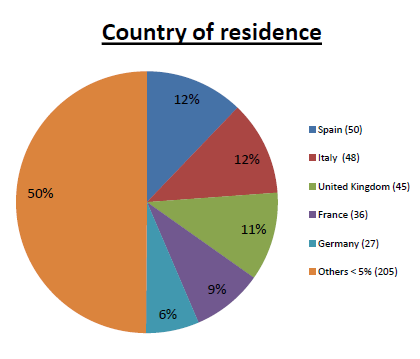 Country of residence
12%
12%
11%
9%
6%
50%
Spain (50)
Italy (48)
United Kingdom (45)
France (36)
Germany (27)
Others < 5% (205)